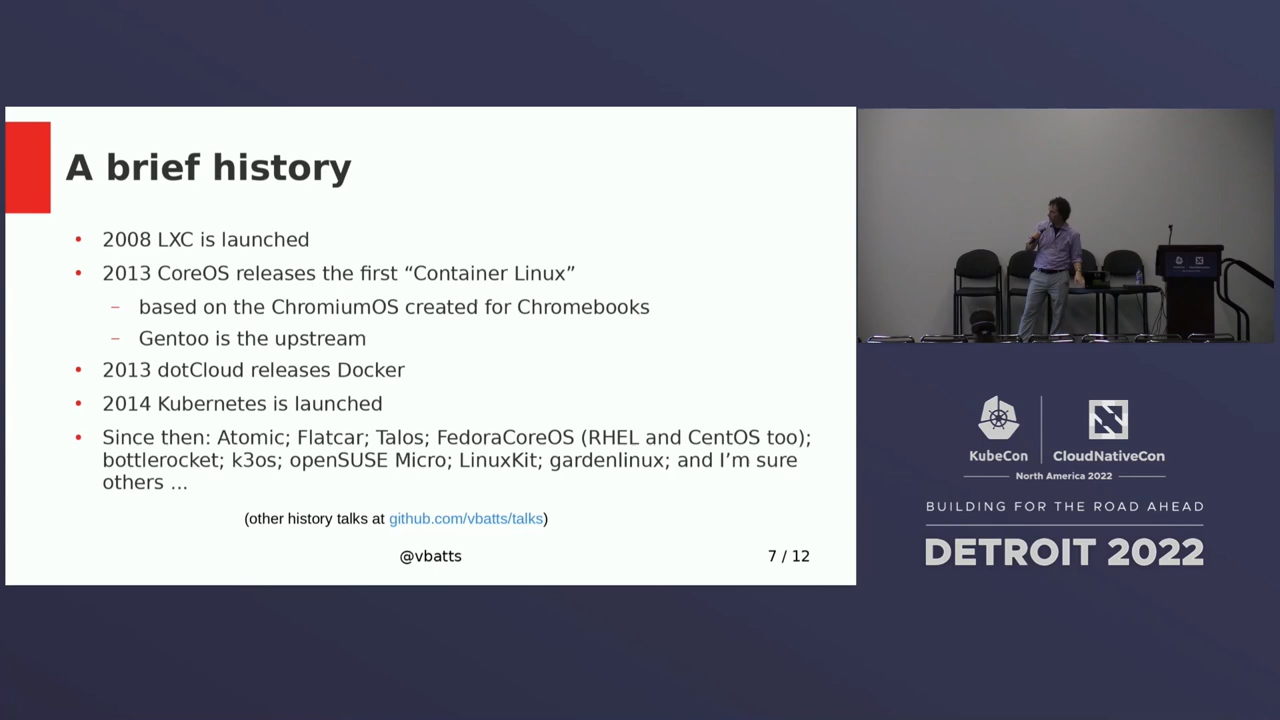 A brief history
• 2008 LXC is launched
• 2013 CoreOS releases the first “Container Linux”
– based on the ChromiumOS created for Chromebooks
– Gentoo is the upstream
• 2013 dotCloud releases Docker
• 2014 Kubernetes is launched
• Since then: Atomic; Flatcar; Talos; FedoraCoreOS (RHEL and CentOS too);
bottlerocket; k3os; openSUSE Micro; LinuxKit; gardenlinux; and I’m sure
others ...
(other history talks at github.com/vbatts/talks)
@vbatts
7 / 12
KubeCon
CloudNativeCon
North America 2022
BUILDING FOR THE ROAD AHEAD
DETROIT 2022